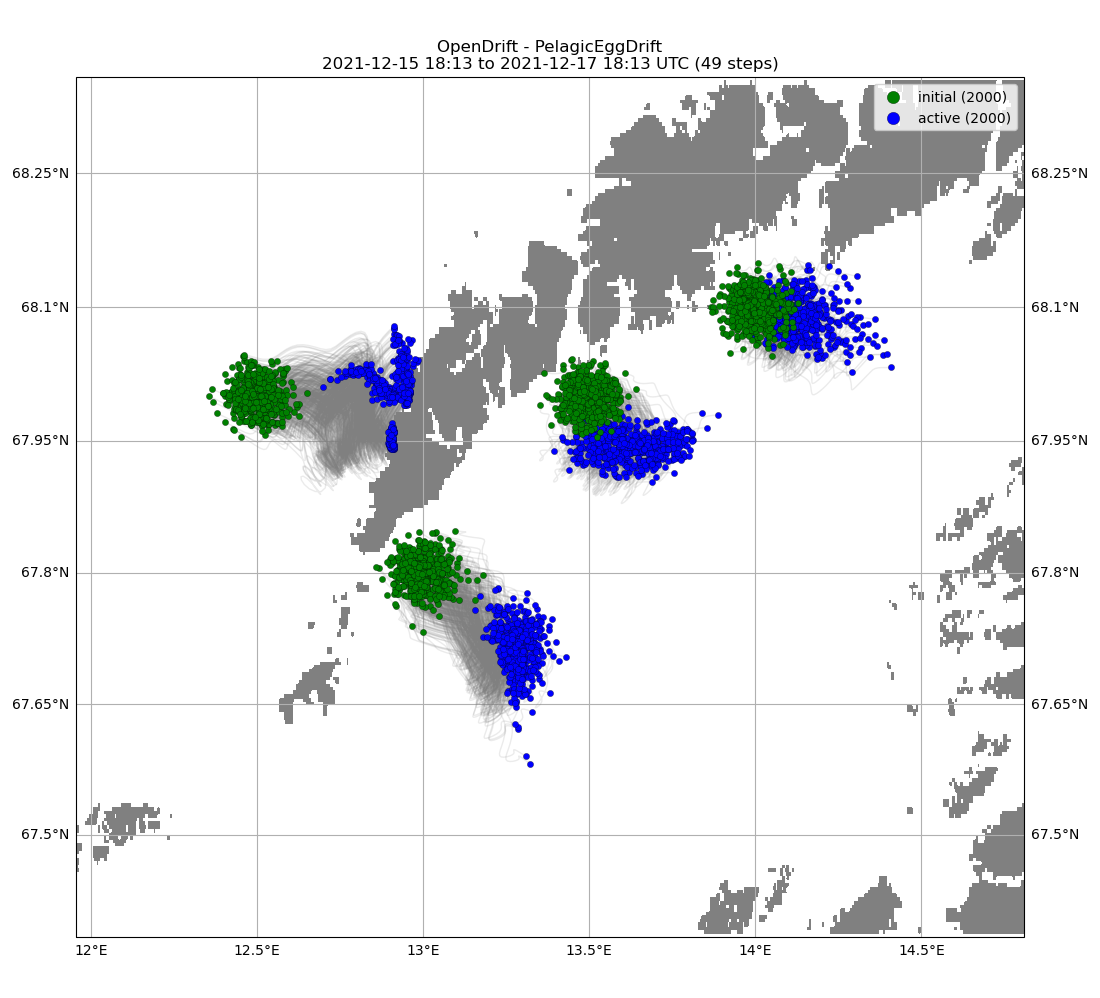 OpenDrift - PelagicEggDrift
2021-12-15 18:13 to 2021-12-17 18:13 UTC (49 steps)
initial (2000)
active (2000)
68.25°N
68.25°N
68.1°N
68.1°N
67.95°N
67.95°N
67.8°N
67.8°N
67.65°N
67.65°N
67.5°N
67.5°N
12°E
12.5°E
13°E
13.5°E
14°E
14.5°E